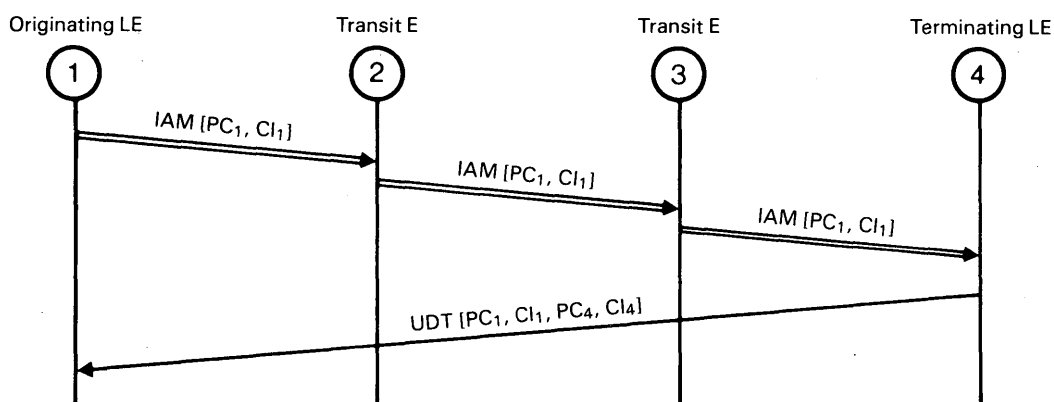 Originating LE
Transit E
Transit E
Terminating LE
1
2
3
4
IAM [PC₁, CI₁]
IAM [PC₁, CI₁]
IAM [PC₁, CI₁]
UDT [PC₁, CI₁, PC₄, CI₄]